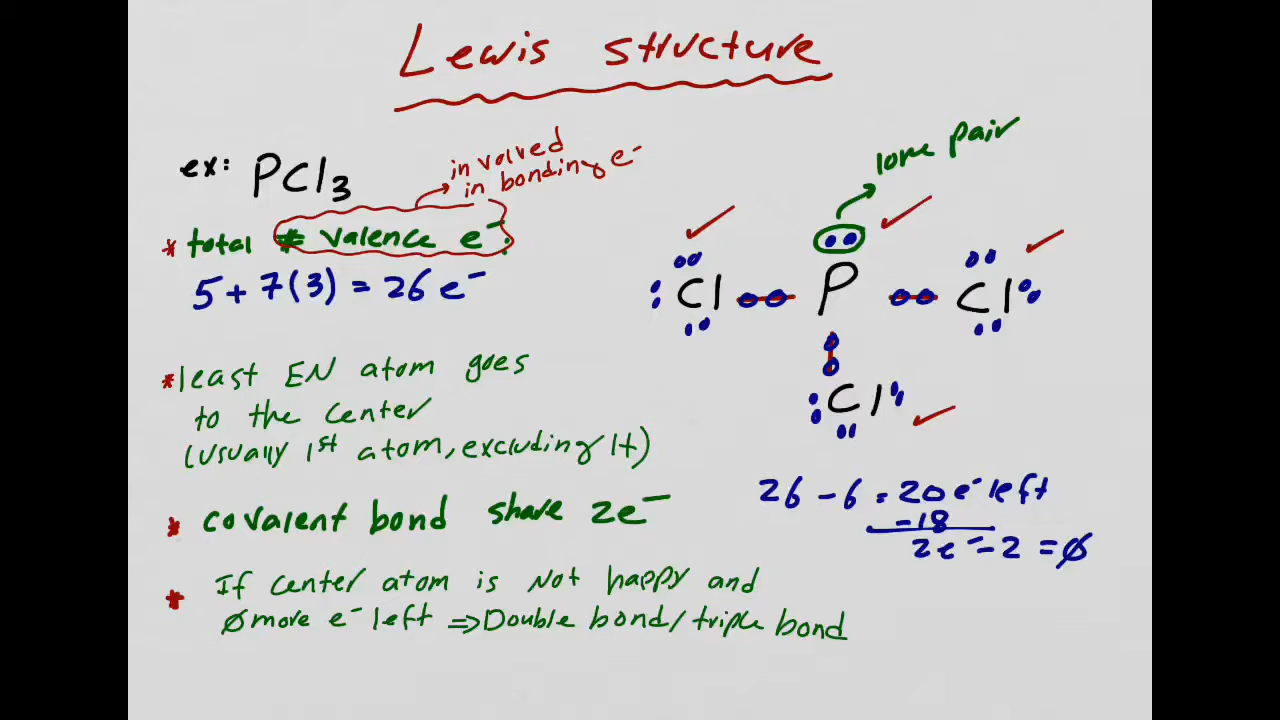 Lewis structure
ex: PCl3
involved
in bonding e⁻
* total # valence e⁻:
5 + 7(3) = 26 e⁻
* least EN atom goes
to the center
(usually 1st atom, excluding H)
* covalent bond share 2e⁻
* If center atom is Not happy and
∅ more e⁻ left ⇒ Double bond/triple bond
lone pair
Cl P Cl
Cl
26 - 6 = 20 e⁻ left
-18
2e⁻ - 2 = ∅